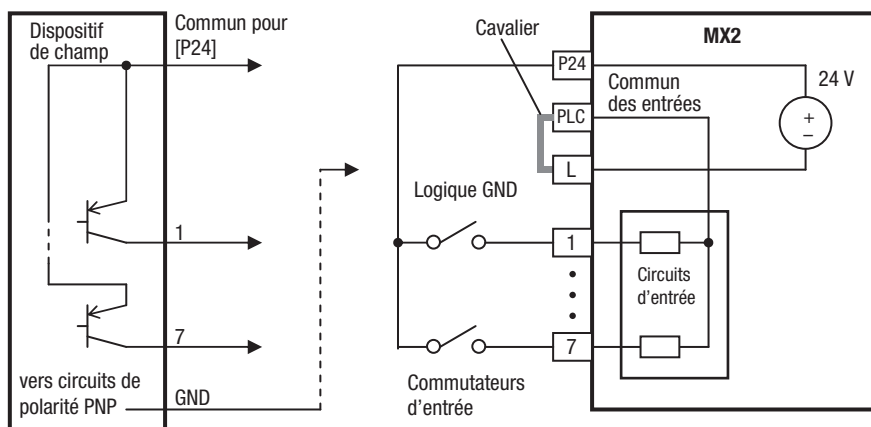 Dispositif
de champ
Commun pour
[P24]
1
7
vers circuits de
polarité PNP
GND
Cavalier
MX2
P24
PLC
L
Commun
des entrées
24 V
+
–
Logique GND
1
7
Circuits
d'entrée
Commutateurs
d'entrée